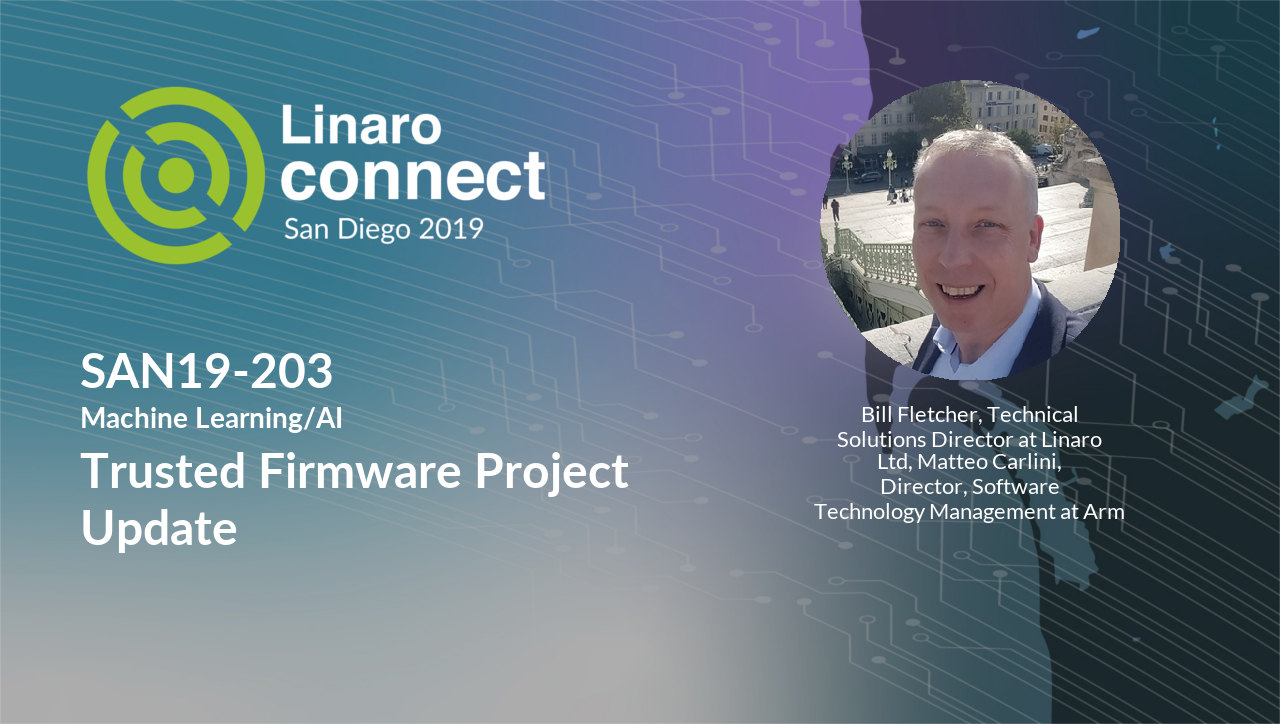 Linaro
connect
San Diego 2019
SAN19-203
Machine Learning/AI
Trusted Firmware Project
Update
Bill Fletcher, Technical
Solutions Director at Linaro
Ltd, Matteo Carlini,
Director, Software
Technology Management at Arm